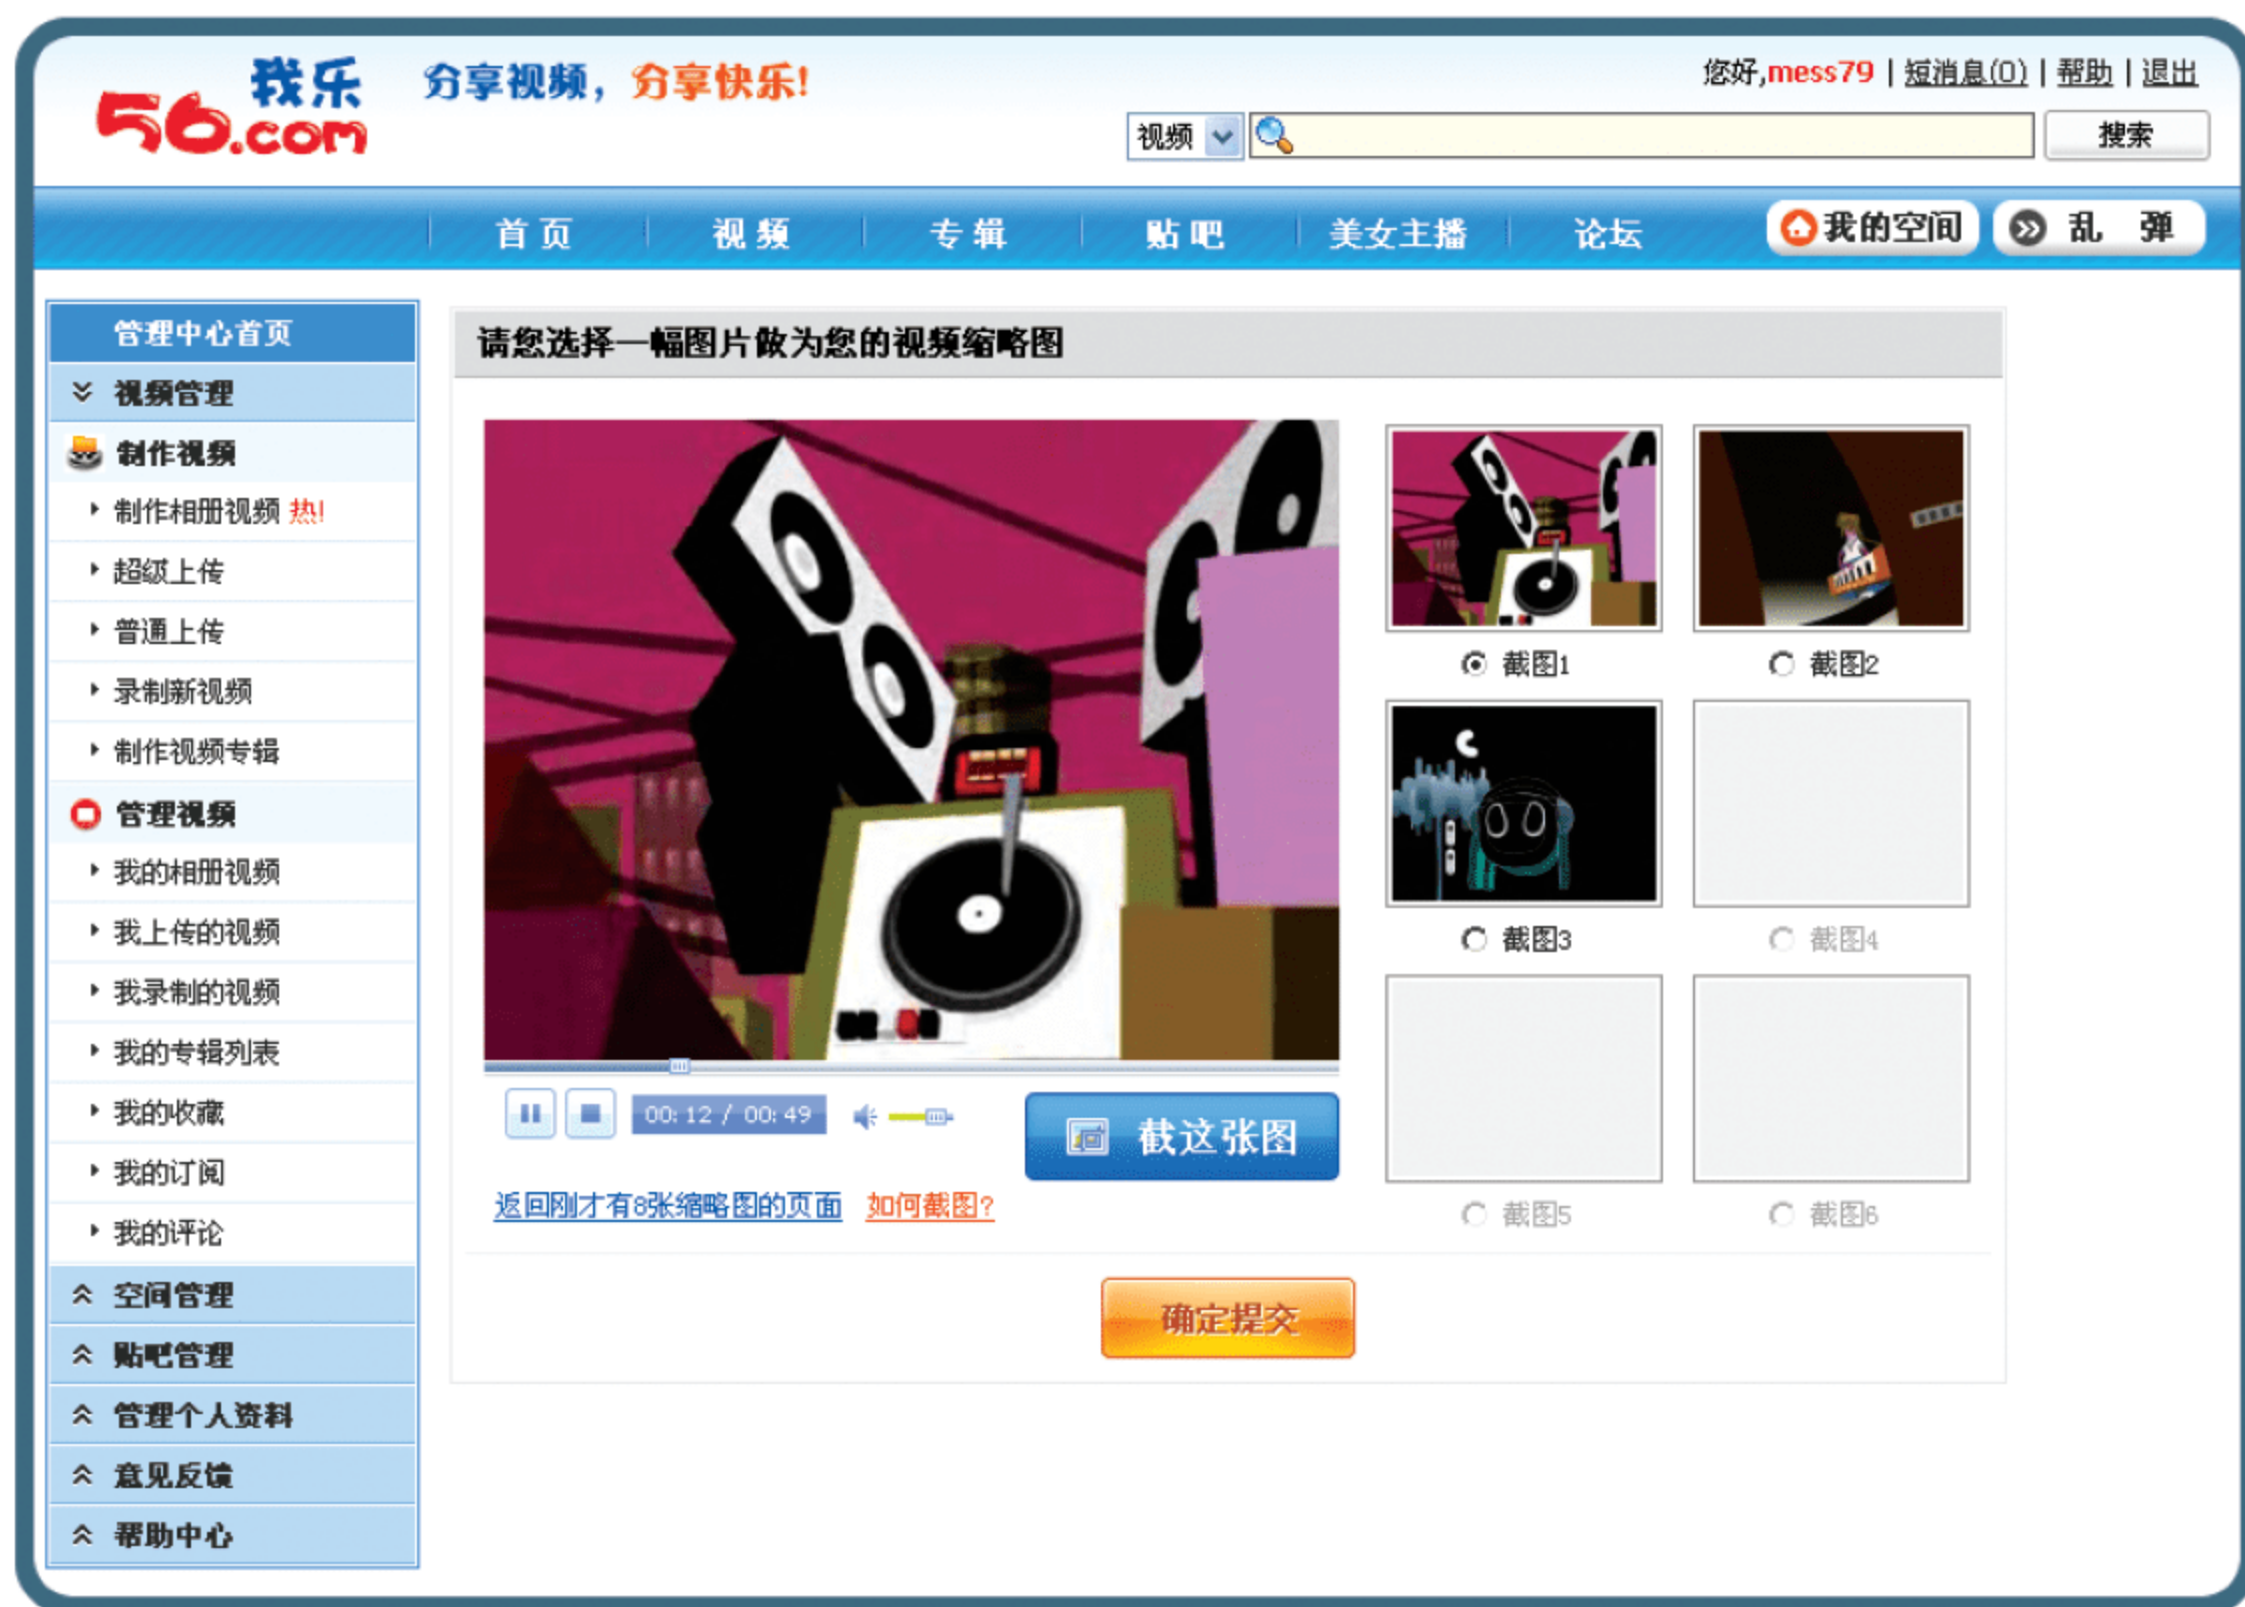 我乐
56.com
分享视频，分享快乐!
您好,mess79 | 短消息(0) | 帮助 | 退出
视频
搜索
首 页
视 频
专 辑
贴 吧
美女主播
论坛
我的空间
乱 弹
管理中心首页
视频管理
制作视频
制作相册视频 热!
超级上传
普通上传
录制新视频
制作视频专辑
管理视频
我的相册视频
我上传的视频
我录制的视频
我的专辑列表
我的收藏
我的订阅
我的评论
空间管理
贴吧管理
管理个人资料
意见反馈
帮助中心
请您选择一幅图片做为您的视频缩略图
截图1
截图2
截图3
截图4
截图5
截图6
00: 12 / 00: 49
截这张图
返回刚才有8张缩略图的页面 如何截图?
确定提交